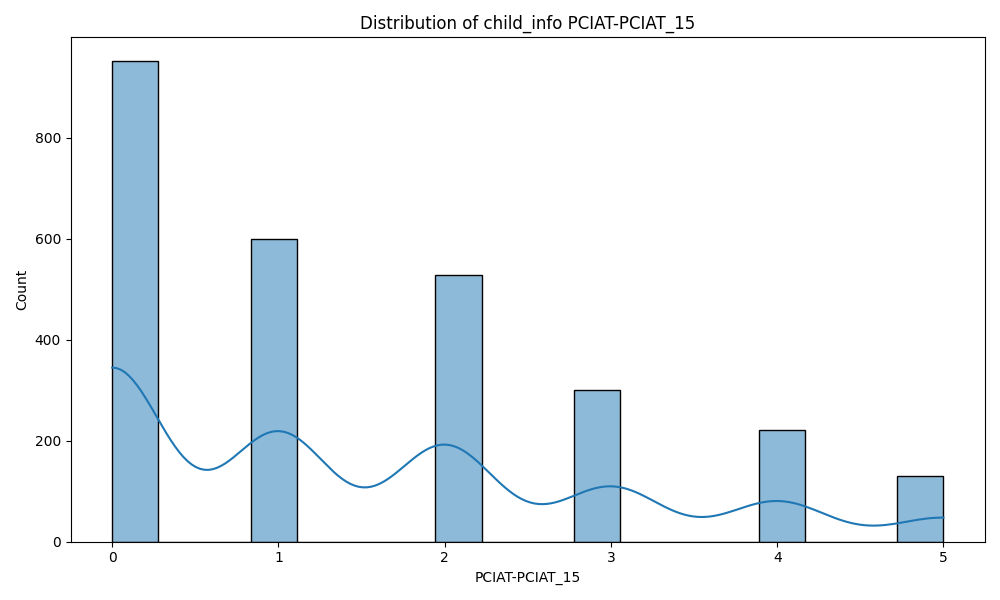 Distribution of child_info PCIAT-PCIAT_15
Count
800
600
400
200
0
0 1 2 3 4 5
PCIAT-PCIAT_15